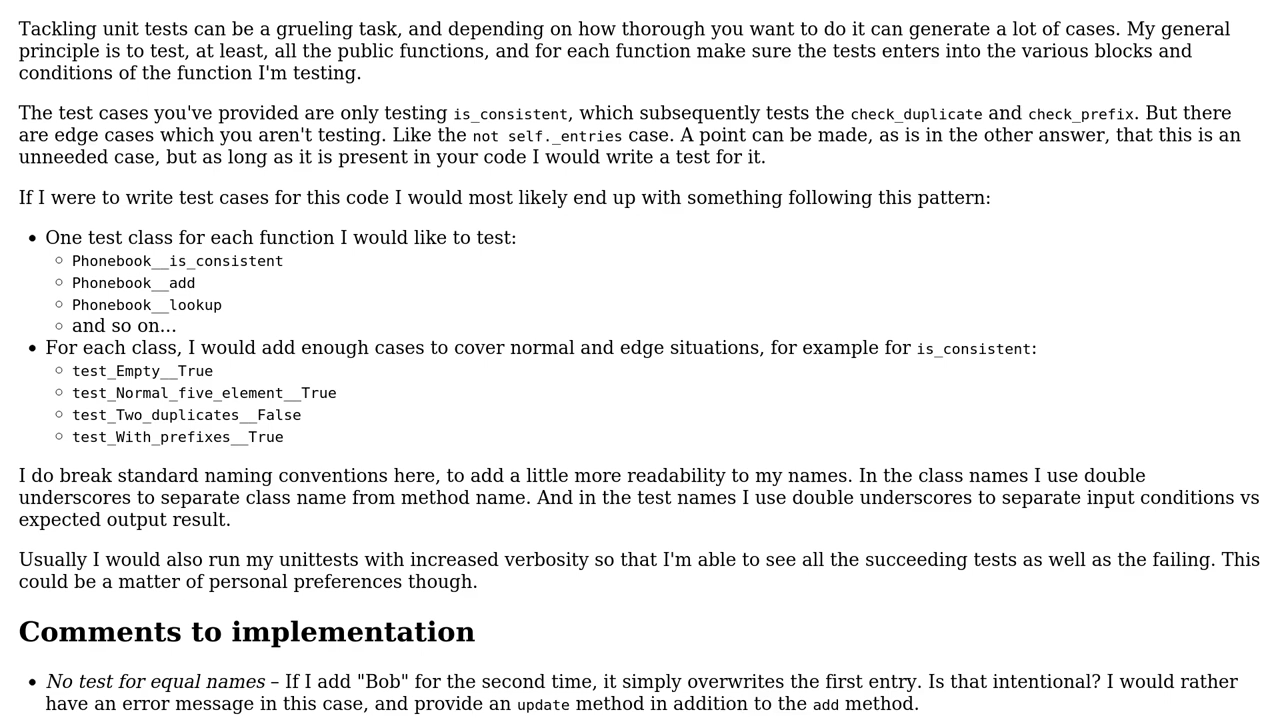 Tackling unit tests can be a grueling task, and depending on how thorough you want to do it can generate a lot of cases. My general
principle is to test, at least, all the public functions, and for each function make sure the tests enters into the various blocks and
conditions of the function I'm testing.
The test cases you've provided are only testing is_consistent, which subsequently tests the check_duplicate and check_prefix. But there
are edge cases which you aren't testing. Like the not self._entries case. A point can be made, as is in the other answer, that this is an
unneeded case, but as long as it is present in your code I would write a test for it.
If I were to write test cases for this code I would most likely end up with something following this pattern:
• One test class for each function I would like to test:
◦ Phonebook__is_consistent
◦ Phonebook__add
◦ Phonebook__lookup
◦ and so on...
• For each class, I would add enough cases to cover normal and edge situations, for example for is_consistent:
◦ test_Empty__True
◦ test_Normal_five_element__True
◦ test_Two_duplicates__False
◦ test_With_prefixes__True
I do break standard naming conventions here, to add a little more readability to my names. In the class names I use double
underscores to separate class name from method name. And in the test names I use double underscores to separate input conditions vs
expected output result.
Usually I would also run my unittests with increased verbosity so that I'm able to see all the succeeding tests as well as the failing. This
could be a matter of personal preferences though.
Comments to implementation
• No test for equal names – If I add "Bob" for the second time, it simply overwrites the first entry. Is that intentional? I would rather
have an error message in this case, and provide an update method in addition to the add method.